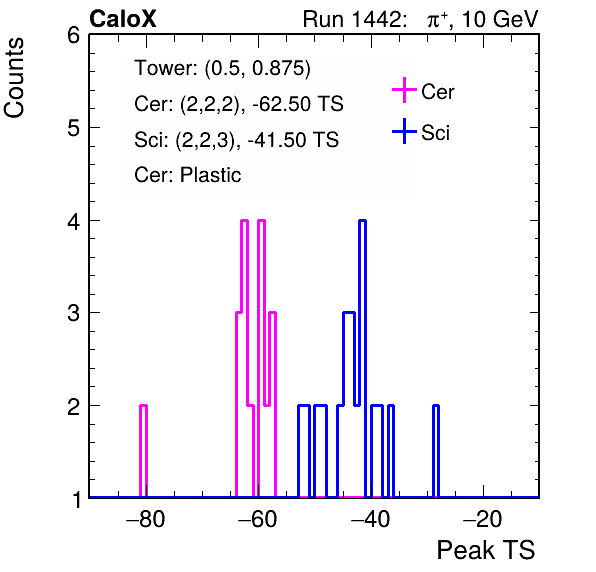 CaloX Run 1442: π⁺, 10 GeV
Counts
Tower: (0.5, 0.875)
Cer: (2,2,2), -62.50 TS
Sci: (2,2,3), -41.50 TS
Cer: Plastic
Cer
Sci
6
5
4
3
2
1
−80 −60 −40 −20
Peak TS